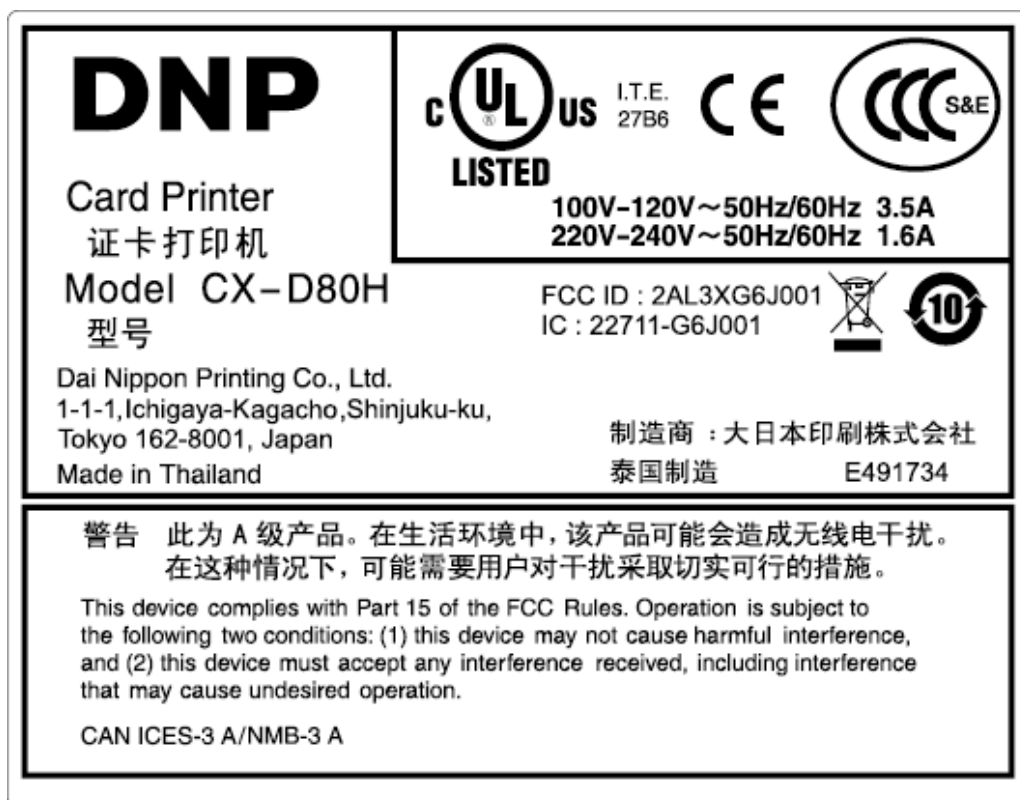 DNP
Card Printer
证卡打印机
Model CX-D80H
型号
Dai Nippon Printing Co., Ltd.
1-1-1,Ichigaya-Kagacho,Shinjuku-ku,
Tokyo 162-8001, Japan
Made in Thailand
C UL ® US
LISTED
I.T.E.
27B6
CE
CCC S&E
100V-120V~50Hz/60Hz 3.5A
220V-240V~50Hz/60Hz 1.6A
FCC ID : 2AL3XG6J001
IC : 22711-G6J001
10
制造商 : 大日本印刷株式会社
泰国制造 E491734
警告 此为 A 级产品。在生活环境中, 该产品可能会造成无线电干扰。
在这种情况下, 可能需要用户对干扰采取切实可行的措施。
This device complies with Part 15 of the FCC Rules. Operation is subject to
the following two conditions: (1) this device may not cause harmful interference,
and (2) this device must accept any interference received, including interference
that may cause undesired operation.
CAN ICES-3 A/NMB-3 A